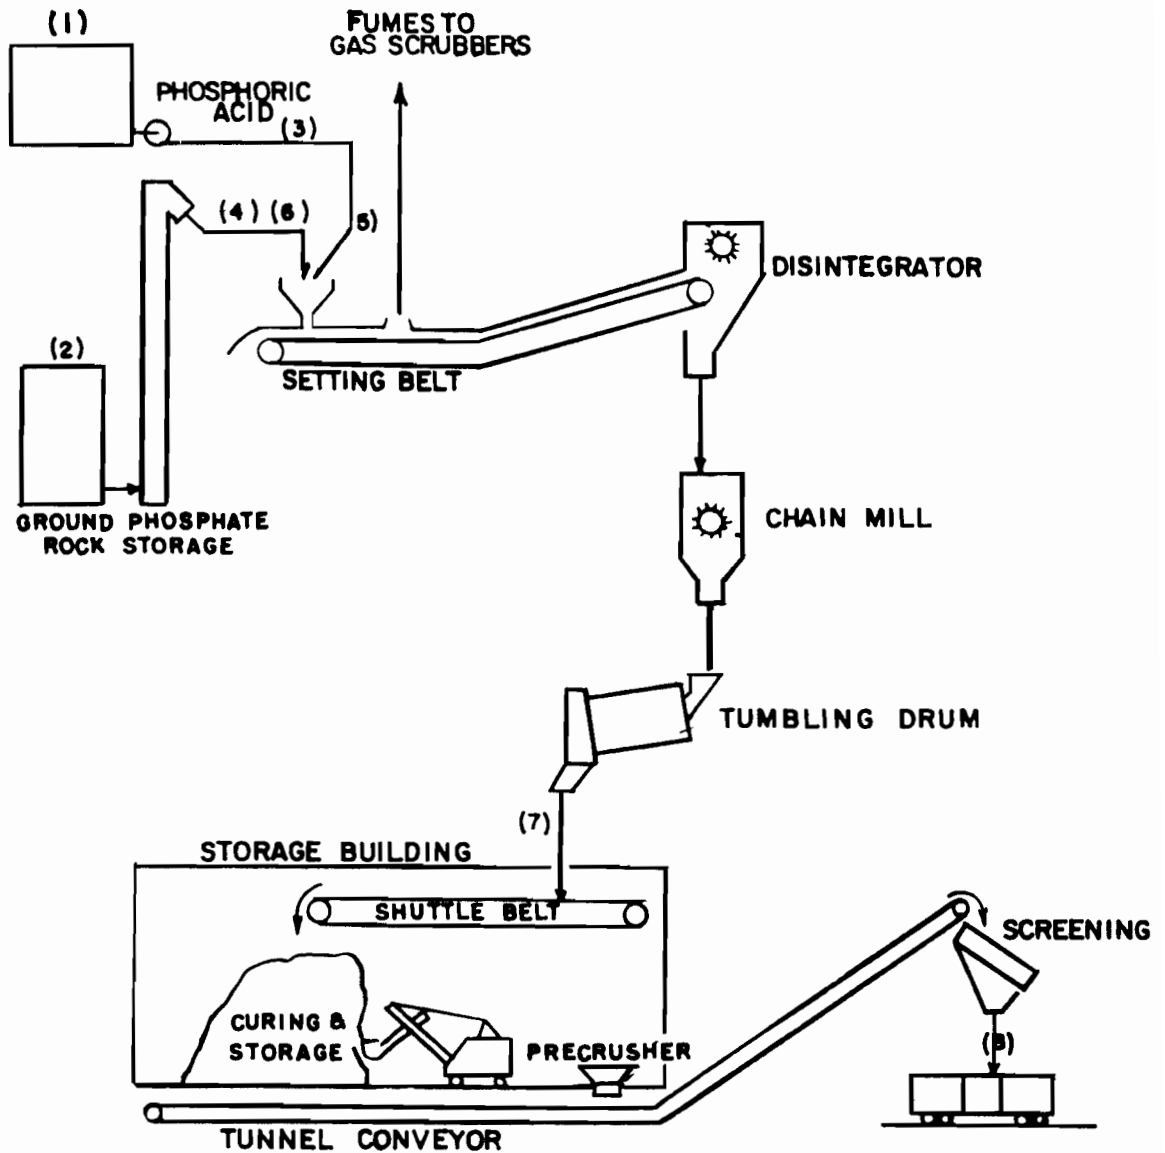 (1)
FUMES TO
GAS SCRUBBERS
PHOSPHORIC
ACID
(3)
(4) (6)
5)
DISINTEGRATOR
(2)
SETTING BELT
GROUND PHOSPHATE
ROCK STORAGE
CHAIN MILL
TUMBLING DRUM
(7)
STORAGE BUILDING
SHUTTLE BELT
SCREENING
CURING &
STORAGE
PRECRUSHER
(8)
TUNNEL CONVEYOR